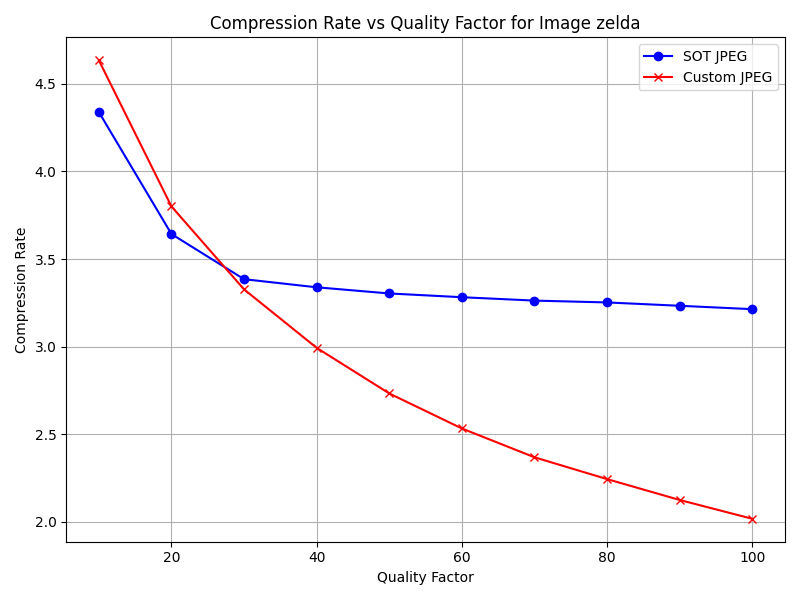 Compression Rate vs Quality Factor for Image zelda
SOT JPEG
Custom JPEG
Compression Rate
4.5
4.0
3.5
3.0
2.5
2.0
20 40 60 80 100
Quality Factor